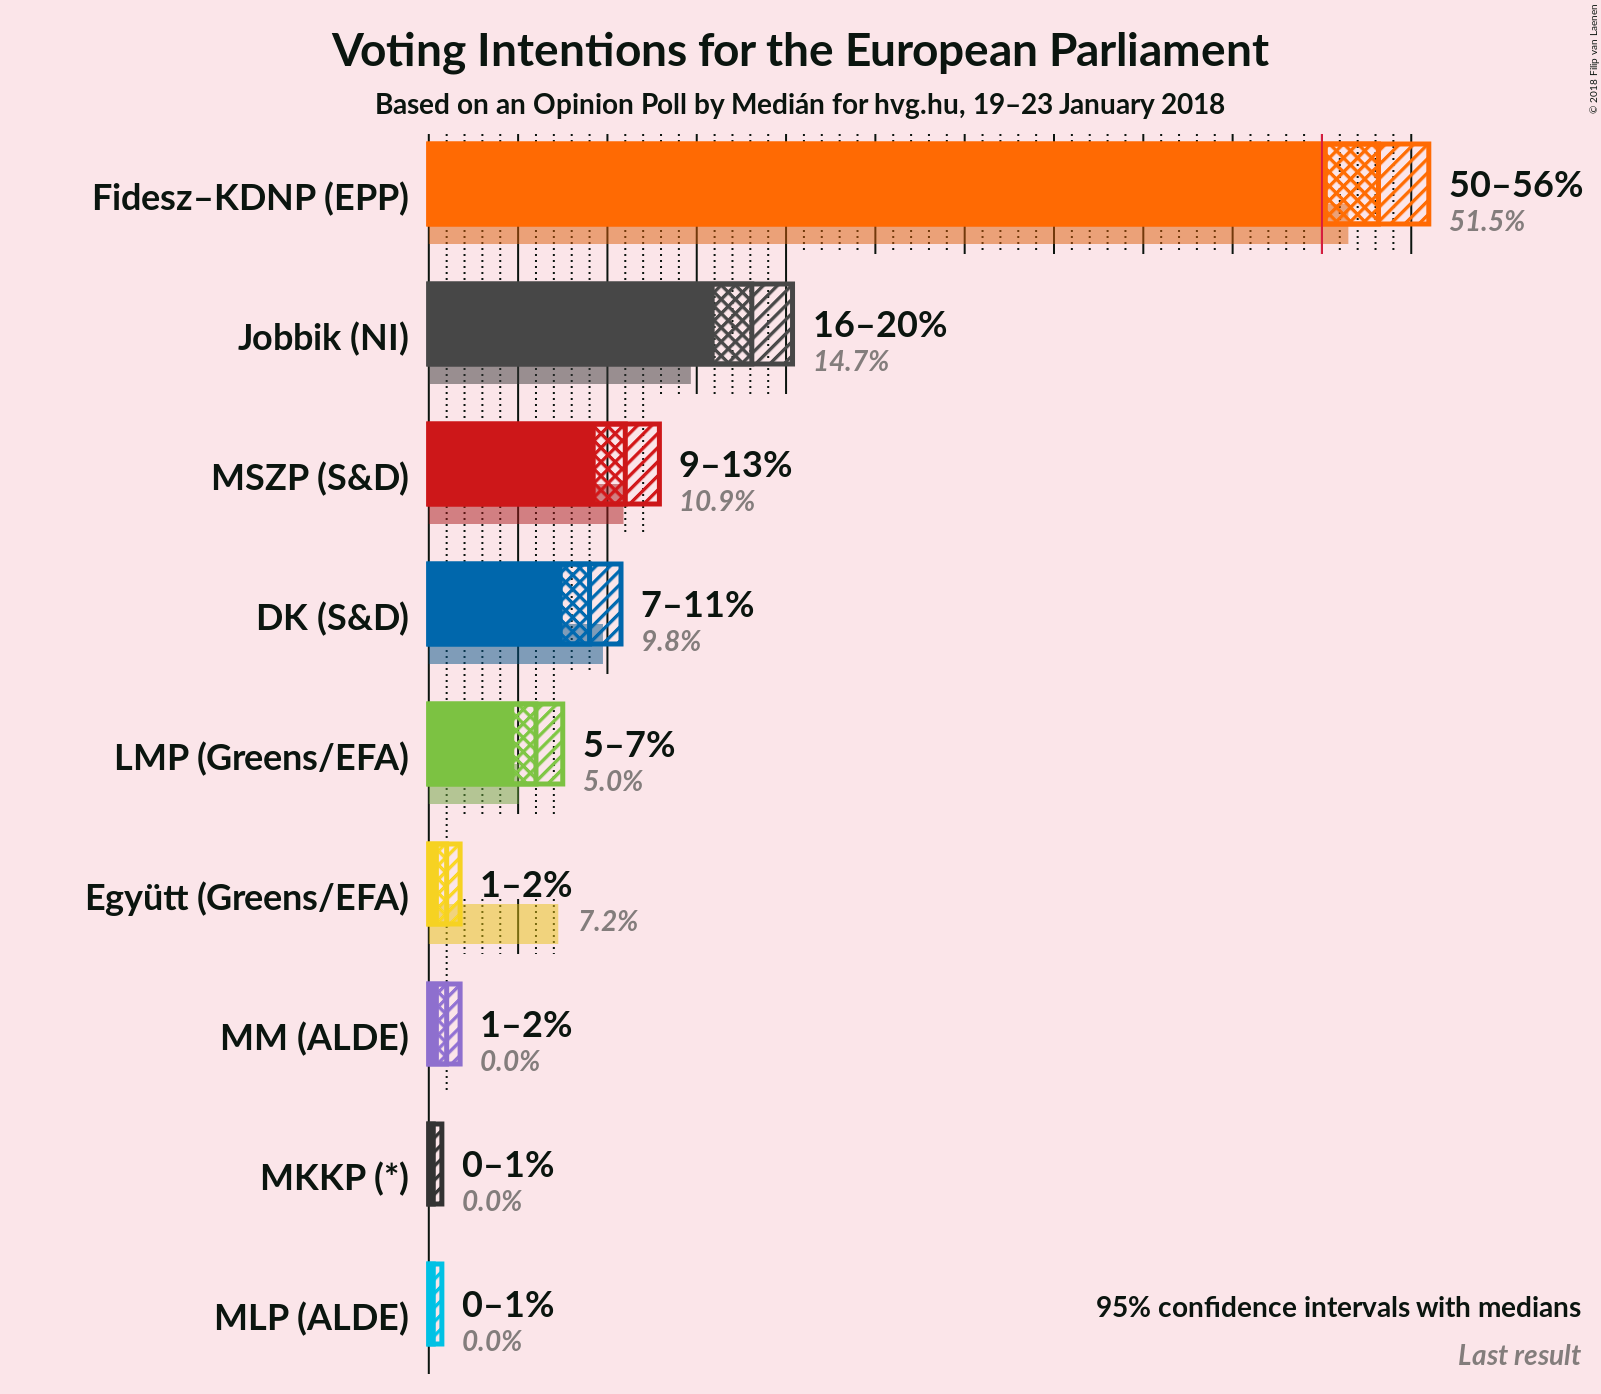 Voting Intentions for the European Parliament
Based on an Opinion Poll by Medián for hvg.hu, 19–23 January 2018
© 2018 Filip van Laenen
Fidesz–KDNP (EPP)
50–56%
51.5%
Jobbik (NI)
16–20%
14.7%
MSZP (S&D)
9–13%
10.9%
DK (S&D)
7–11%
9.8%
LMP (Greens/EFA)
5–7%
5.0%
Együtt (Greens/EFA)
1–2%
7.2%
MM (ALDE)
1–2%
0.0%
MKKP (*)
0–1%
0.0%
MLP (ALDE)
0–1%
0.0%
95% confidence intervals with medians
Last result